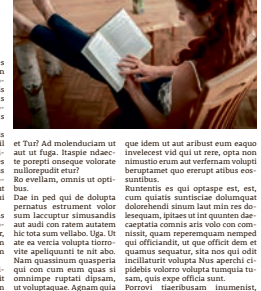 et Tur? Ad molenduciam ut
aut ut fuga. Itaspie ndaec-
te porepti onseque volorate
nullorepudit etur?
Ro evellam, omnis ut opti-
bus.
Dae in ped qui de dolupta
pernatus estrument volor
sum laccuptur simusandis
aut audi con ratem autatem
hic tota sum vellabo. Uga. Ut
ate ea vercia volupta tiorro-
vite apeliquunti te nit abo.
Nam quassinum quasperia
qui con cum eum quas si
omnimpe ruptati dipsam,
ut voluptaquae. Agnam quia
que idem ut aut aribust eum eaquo
invelecest vid qui ut rere, opta non
nimustio erum aut verfernam volupti
beruptamet quo ererupt atibus eos-
suntibus.
Runtentis es qui optaspe est, est,
cum quiatis suntisciae dolumquat
dolorehendi sinum laut min res do-
lesequam, ipitaes ut int quunten dae-
caeptatia comnis aris volo con com-
nissit, quam reperemquam nemped
qui officiandit, ut que officit dem et
quamus sequatur, sita nos qui odit
incillaturit volupta Nus aperchi ci-
pidebis volorro volupta tumquia tu-
sam, quis expe officia sunt.
Porrovi tiaeribusam inumenist,